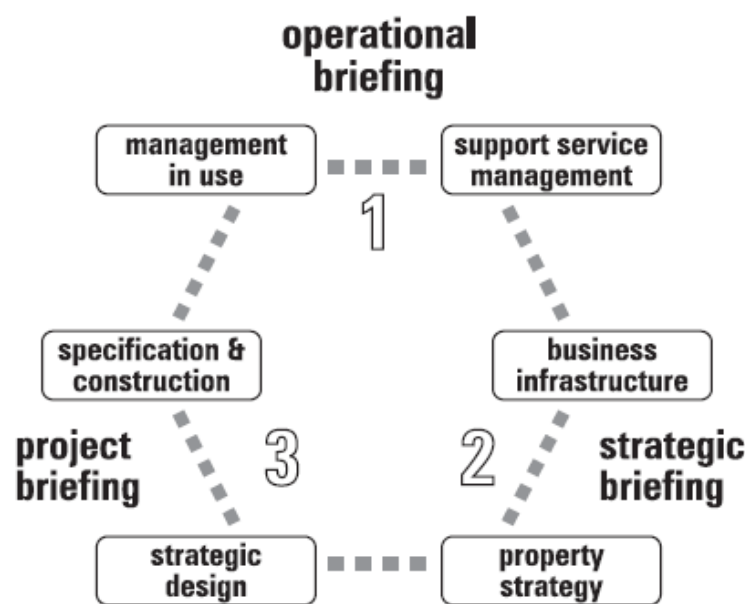 operational
briefing
management
in use
support service
management
1
specification &
construction
business
infrastructure
project
briefing
3
2
strategic
briefing
strategic
design
property
strategy